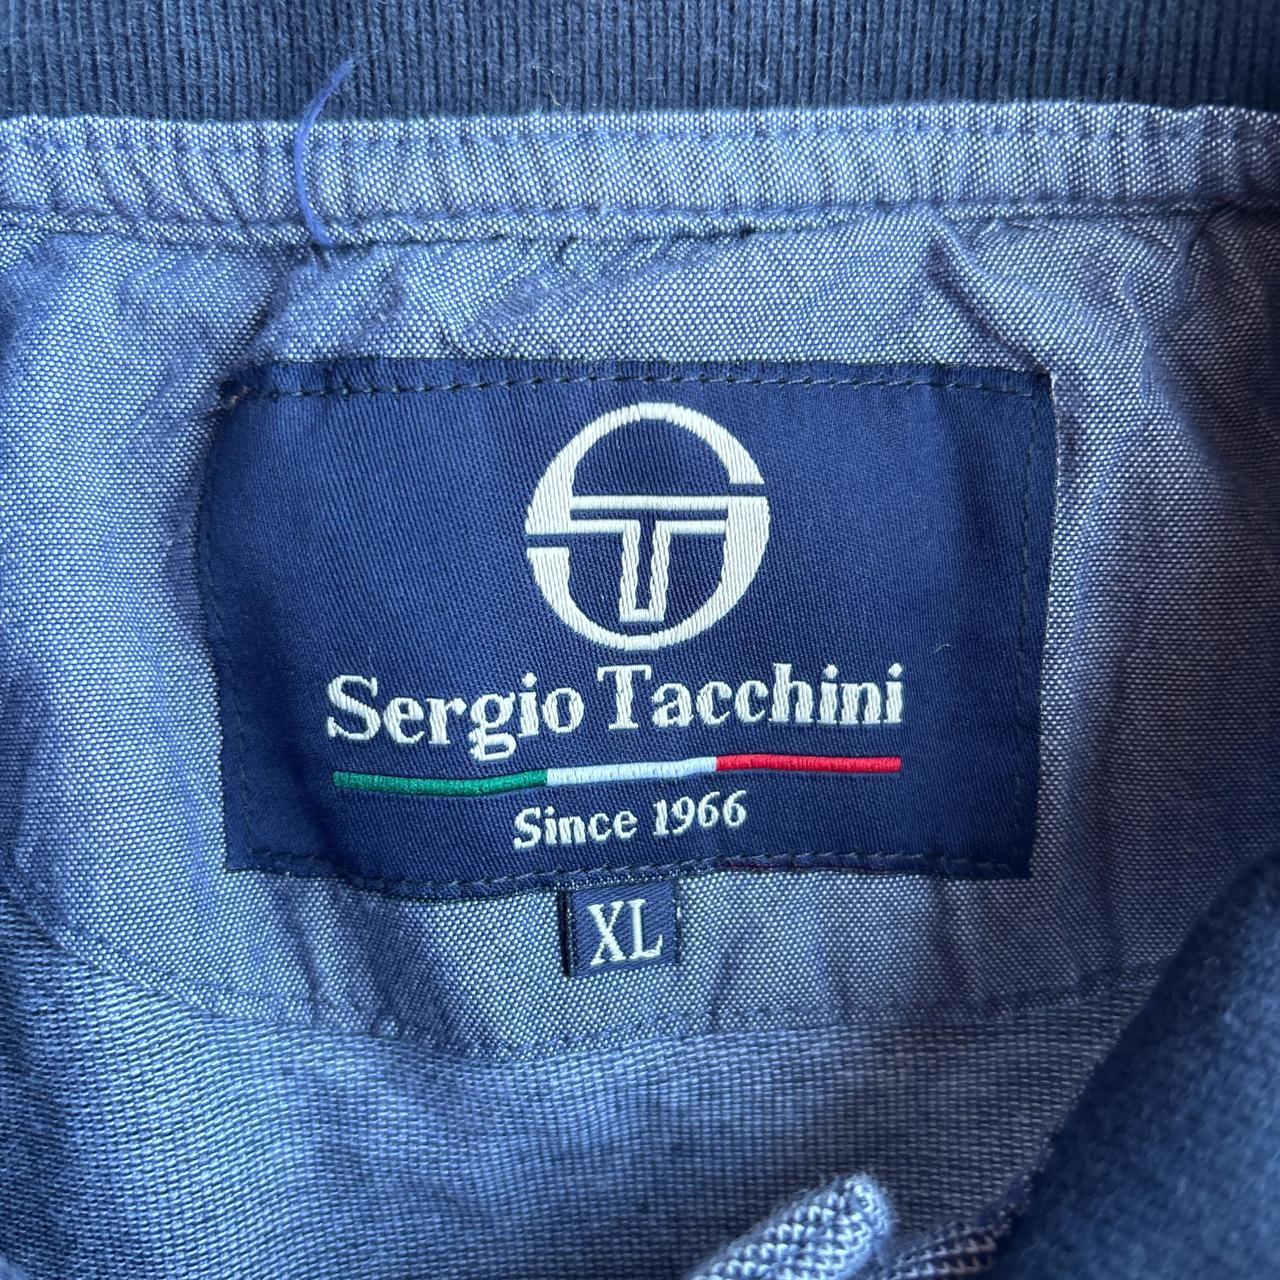 Sergio Tacchini
Since 1966
XL